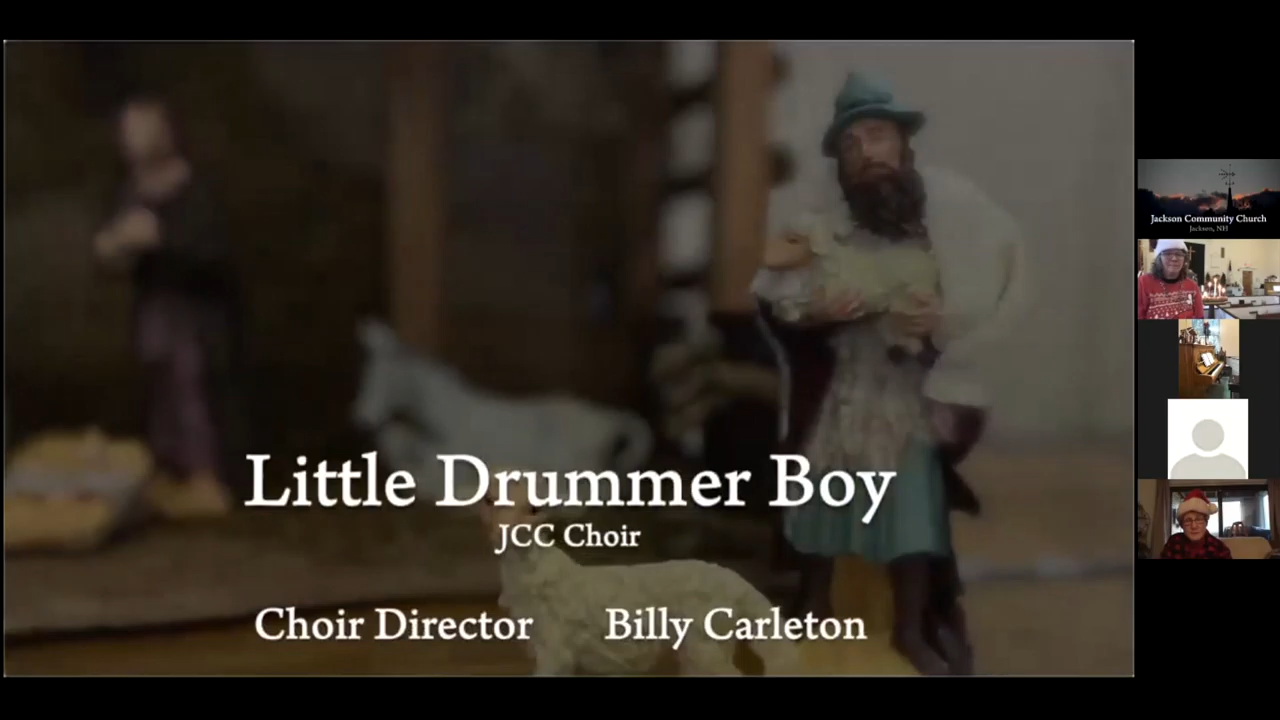 Little Drummer Boy
JCC Choir
Choir Director Billy Carleton
Jackson Community Church
Jackson, NH